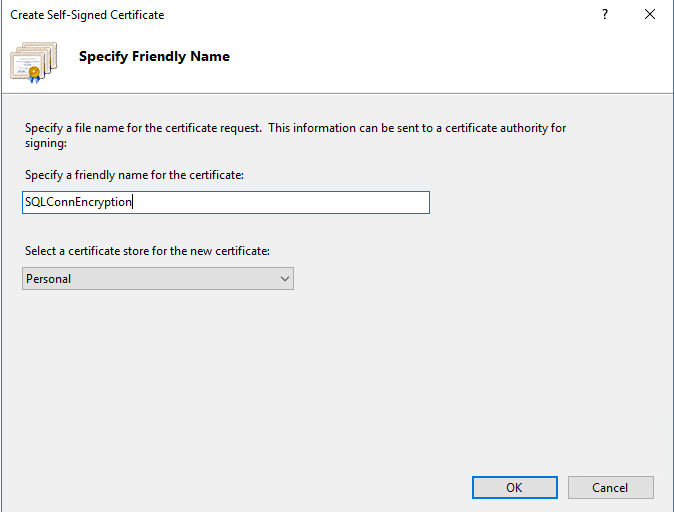 Create Self-Signed Certificate
?
Specify Friendly Name
Specify a file name for the certificate request.  This information can be sent to a certificate authority for
signing:
Specify a friendly name for the certificate:
SQLConnEncryption
Select a certificate store for the new certificate:
Personal
OK
Cancel